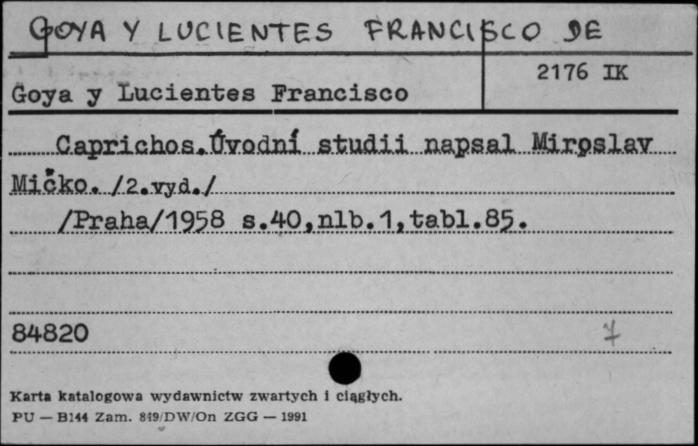 GOYA Y LUCIENTES FRANCISCO DE
2176 IK
Goya y Lucientes Francisco
Caprichos.Úvodní studii napsal Miroslav
Mičko. /2.vyd./
/Praha/1958 s.40,nlb.1,tabl.85.
84820
7
Karta katalogowa wydawnictw zwartych i ciągłych.
PU — B144 Zam. 849/DW/On ZGG — 1991